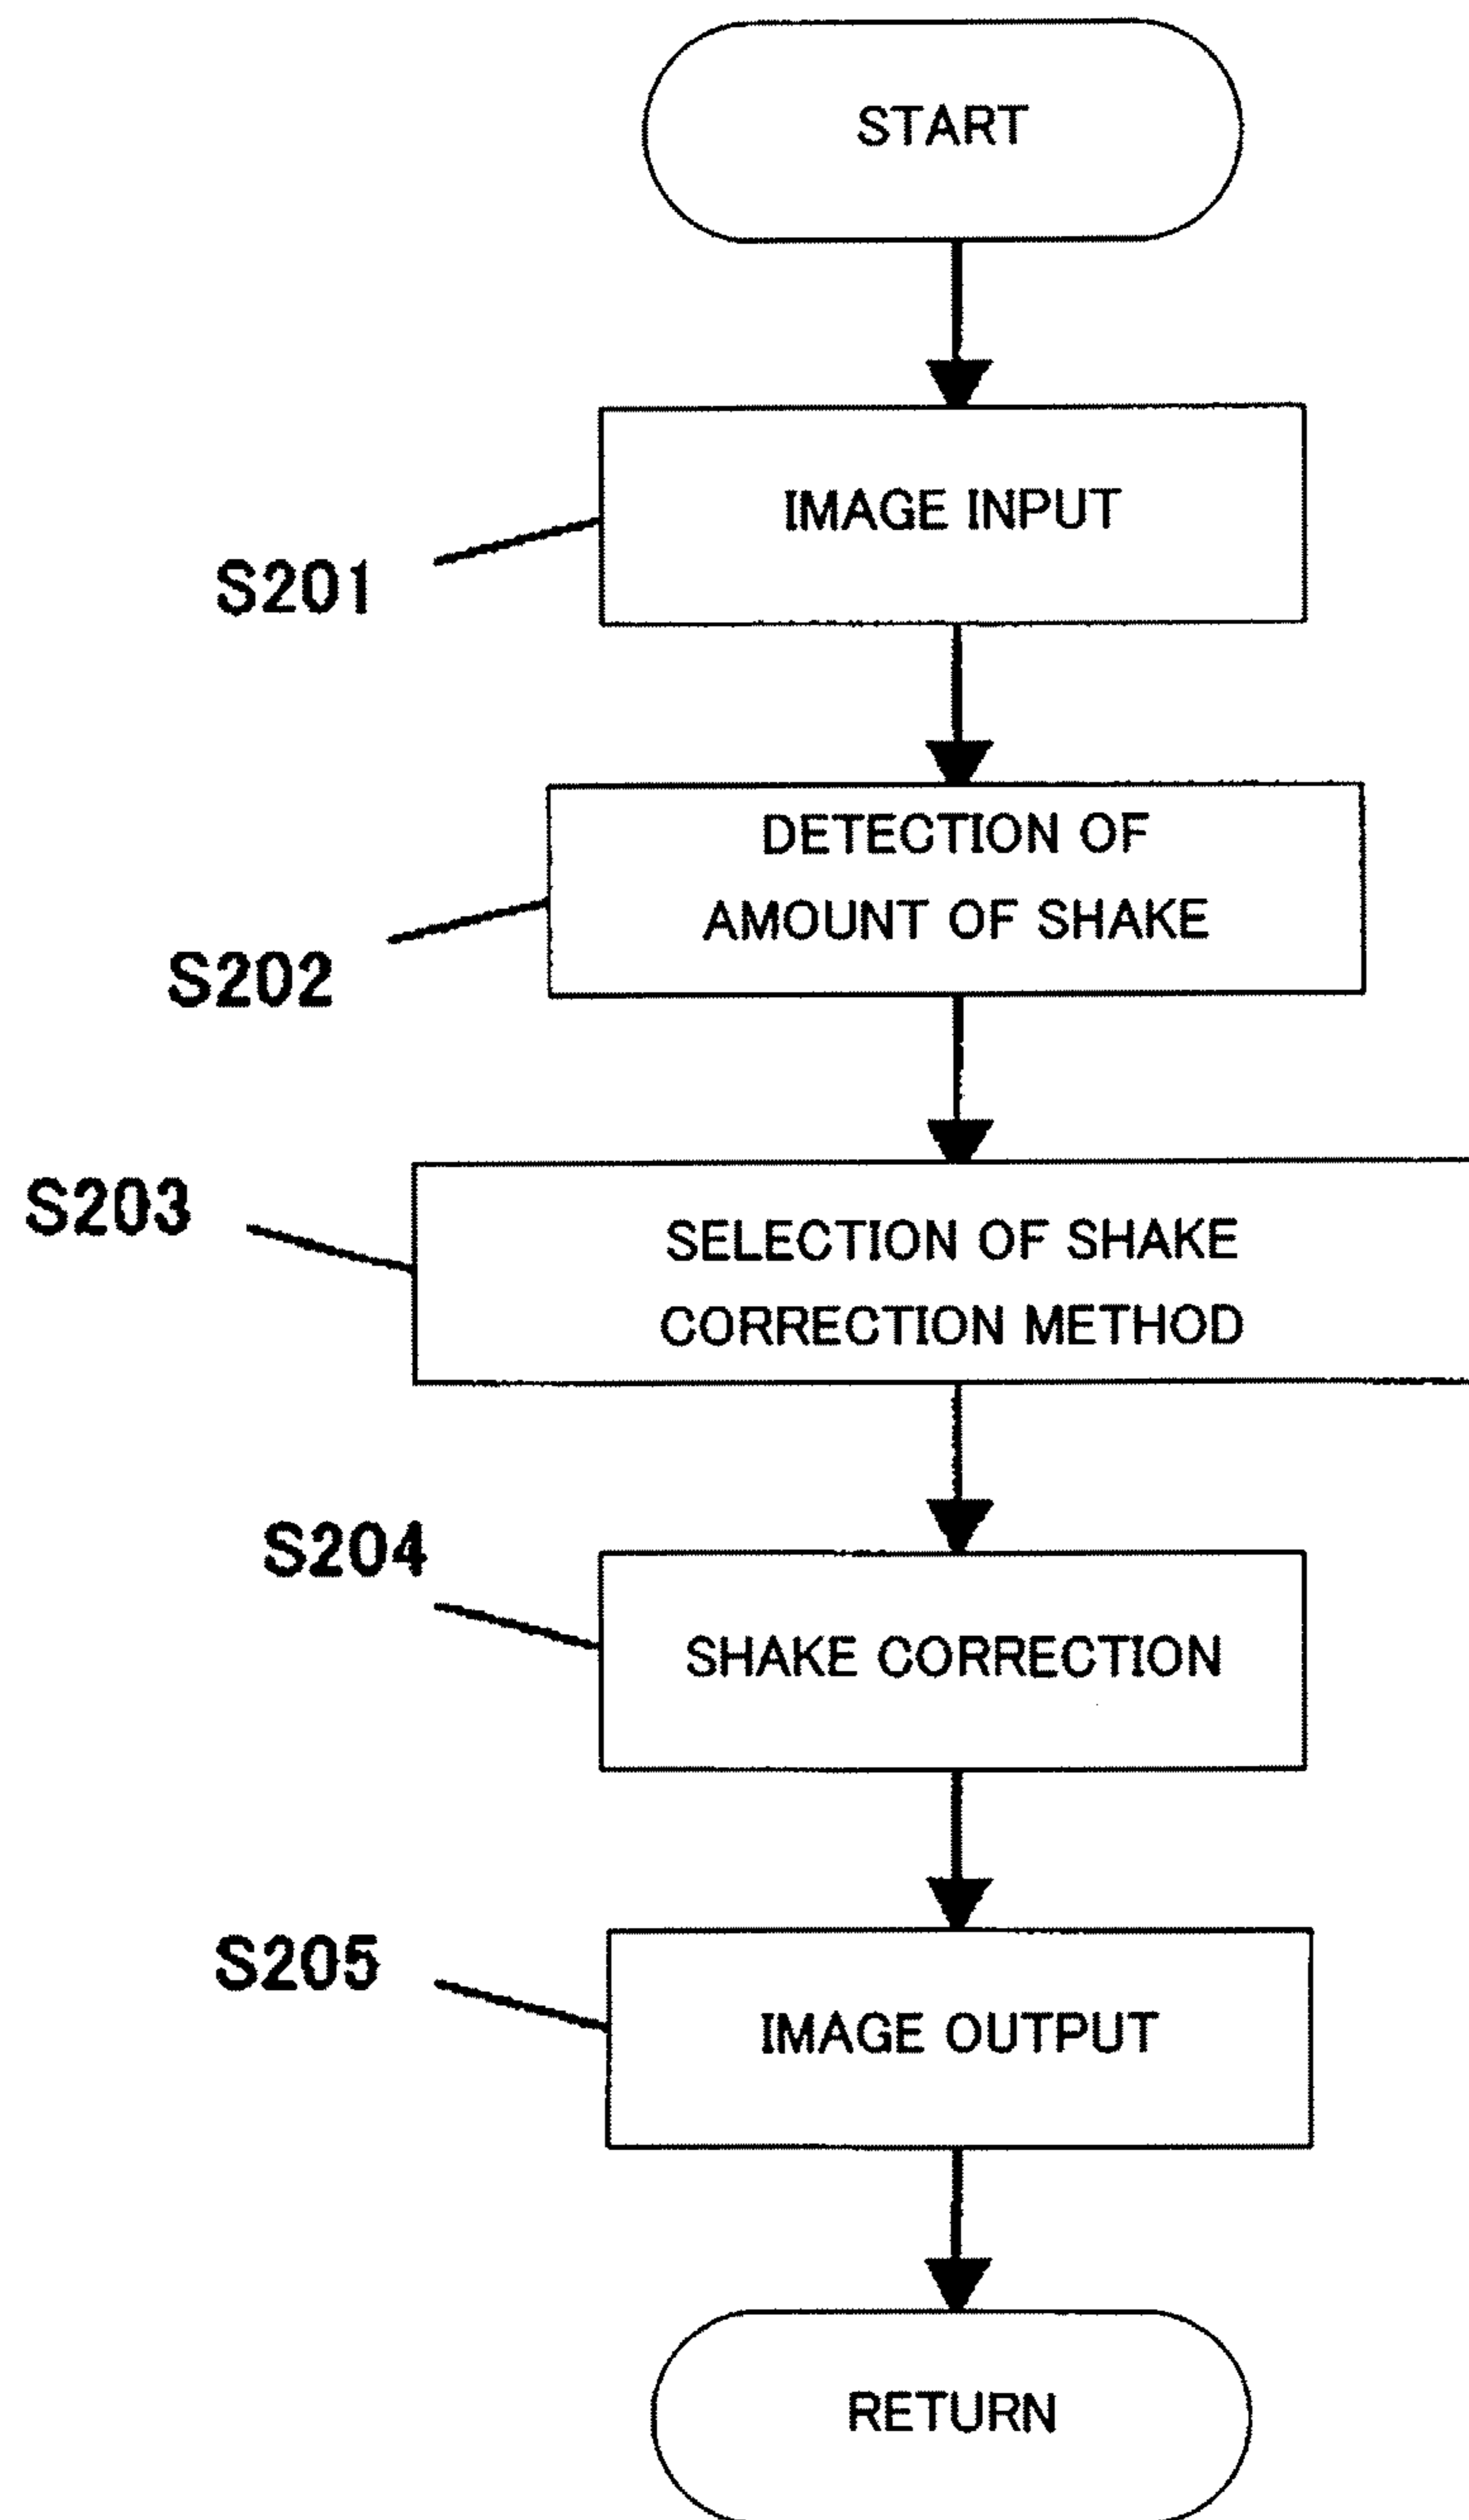 START
IMAGE INPUT
S201
DETECTION OF
AMOUNT OF SHAKE
S202
S203
SELECTION OF SHAKE
CORRECTION METHOD
S204
SHAKE CORRECTION
S205
IMAGE OUTPUT
RETURN